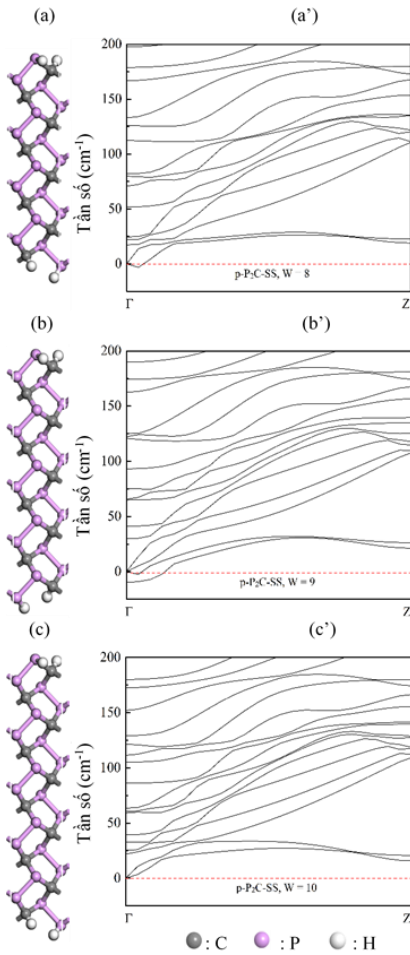 (a) (a')
200
150
100
50
0
Tần số (cm⁻¹)
p-P₂C-SS, W = 8
Γ Z
(b) (b')
200
150
100
50
0
Tần số (cm⁻¹)
p-P₂C-SS, W = 9
Γ Z
(c) (c')
200
150
100
50
0
Tần số (cm⁻¹)
p-P₂C-SS, W = 10
Γ Z
: C : P : H